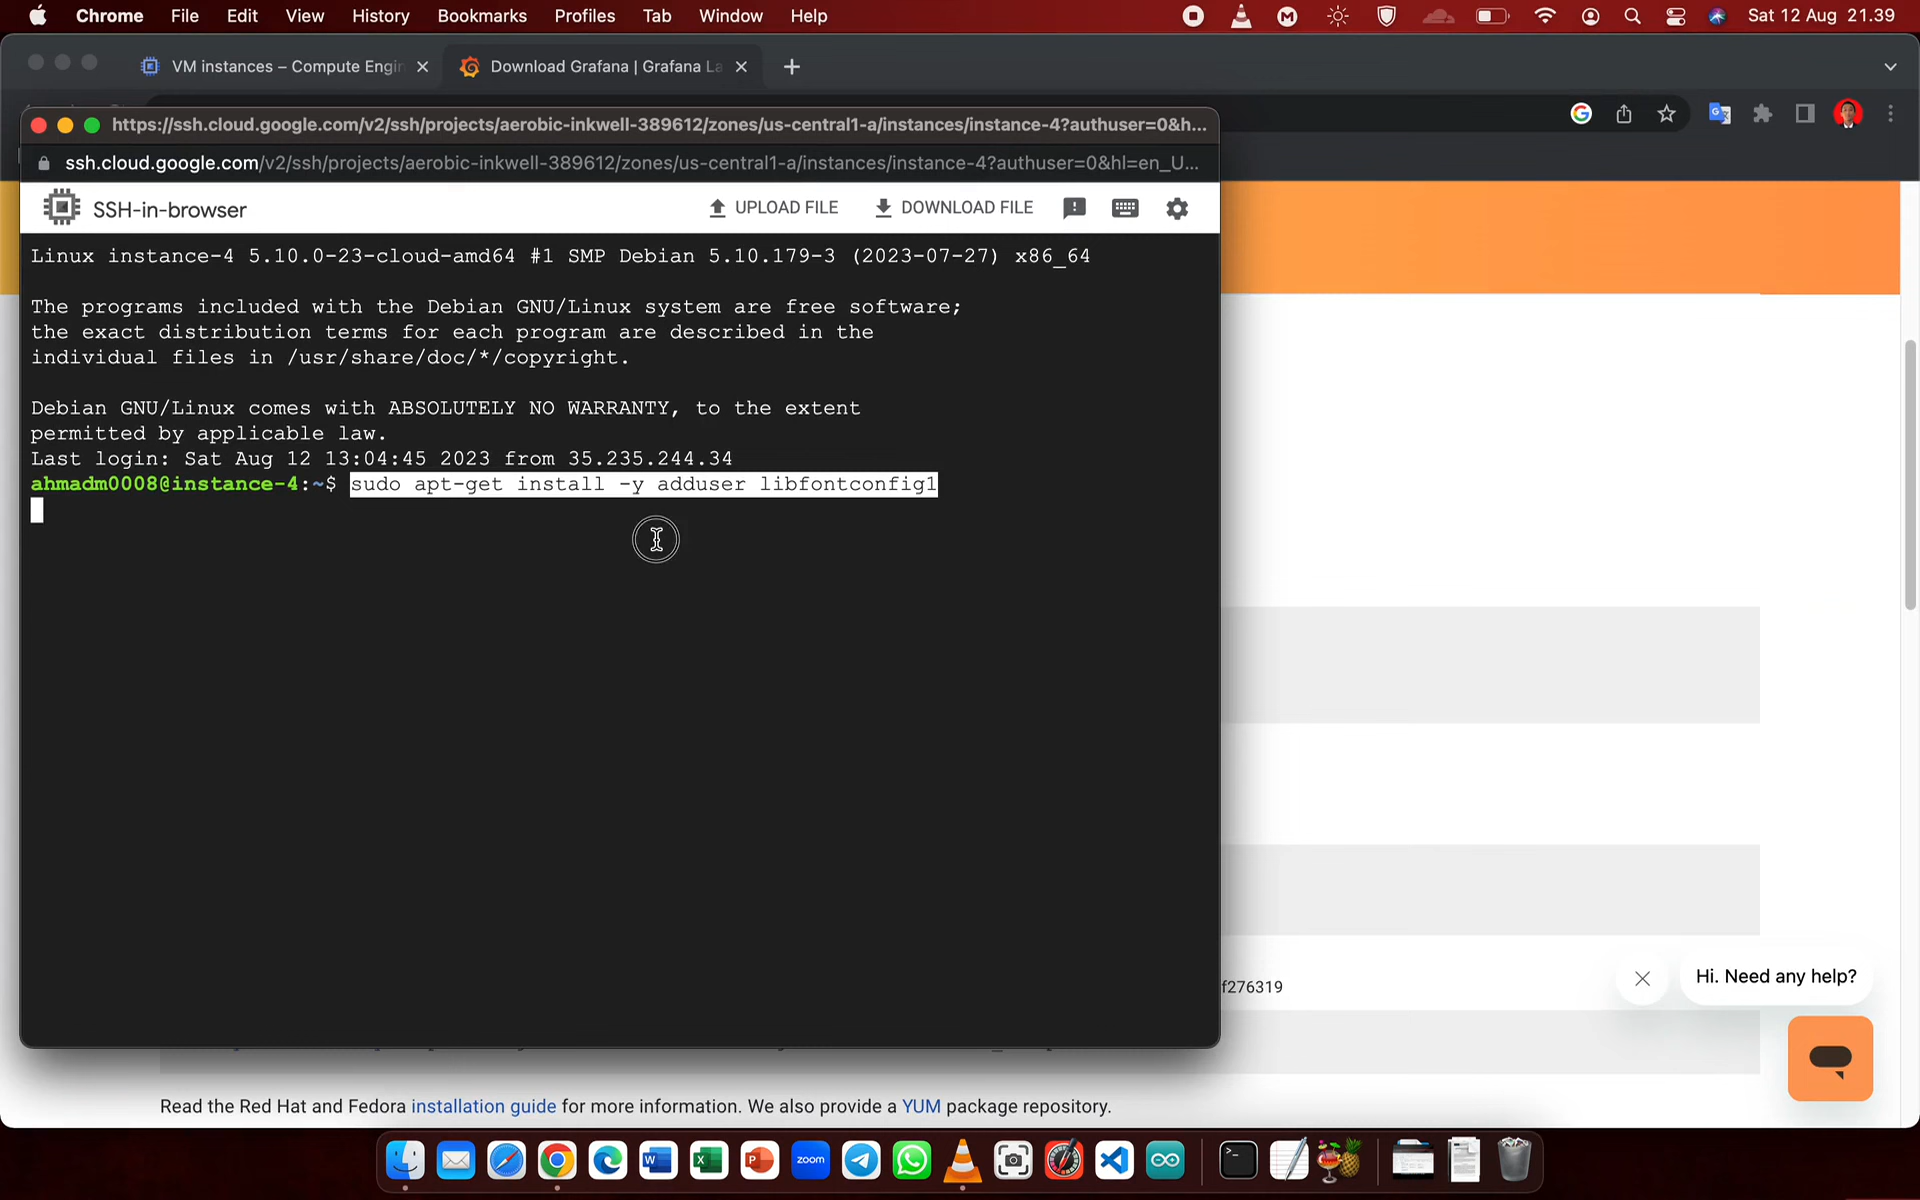 Chrome File Edit View History Bookmarks Profiles Tab Window Help Sat 12 Aug 21.39
VM instances – Compute Engin Download Grafana | Grafana La
https://ssh.cloud.google.com/v2/ssh/projects/aerobic-inkwell-389612/zones/us-central1-a/instances/instance-4?authuser=0&h...
ssh.cloud.google.com/v2/ssh/projects/aerobic-inkwell-389612/zones/us-central1-a/instances/instance-4?authuser=0&hl=en_U...
SSH-in-browser UPLOAD FILE DOWNLOAD FILE
Linux instance-4 5.10.0-23-cloud-amd64 #1 SMP Debian 5.10.179-3 (2023-07-27) x86_64
The programs included with the Debian GNU/Linux system are free software;
the exact distribution terms for each program are described in the
individual files in /usr/share/doc/*/copyright.
Debian GNU/Linux comes with ABSOLUTELY NO WARRANTY, to the extent
permitted by applicable law.
Last login: Sat Aug 12 13:04:45 2023 from 35.235.244.34
ahmadm0008@instance-4:~$ sudo apt-get install -y adduser libfontconfig1
f276319
Hi. Need any help?
Read the Red Hat and Fedora installation guide for more information. We also provide a YUM package repository.
zoom